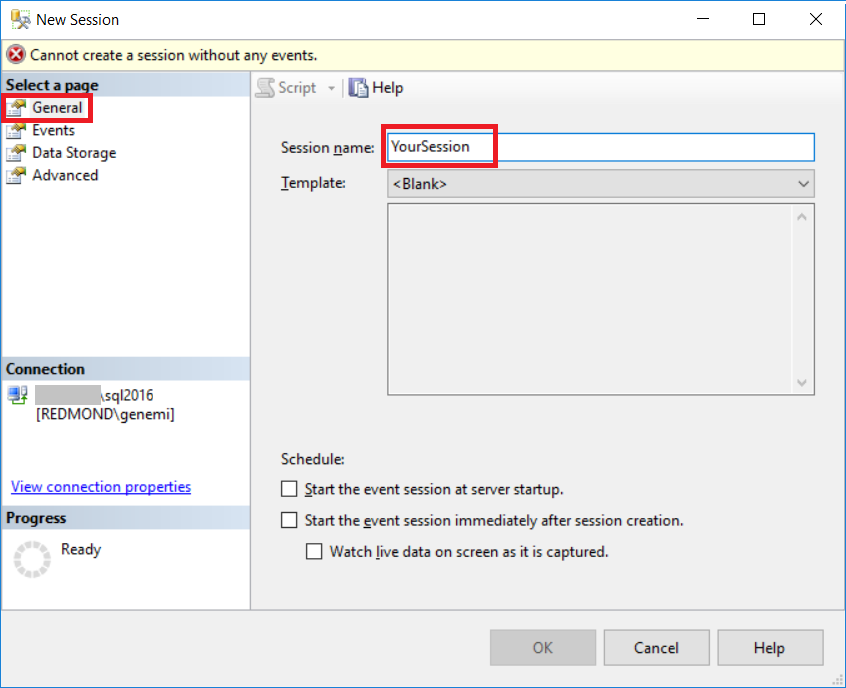 New Session
Cannot create a session without any events.
Select a page
General
Events
Data Storage
Advanced
Connection
\sql2016
[REDMOND\genemi]
View connection properties
Progress
Ready
Script
Help
Session name: YourSession
Template: <Blank>
Schedule:
Start the event session at server startup.
Start the event session immediately after session creation.
Watch live data on screen as it is captured.
OK Cancel Help